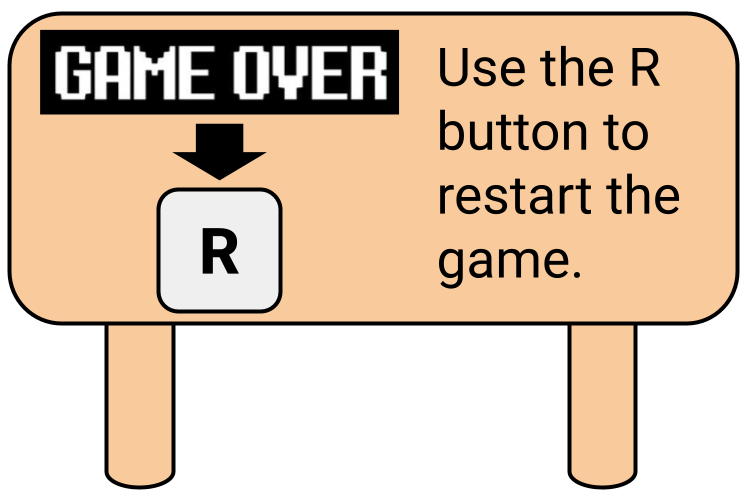 GAME OVER
R
Use the R
button to
restart the
game.